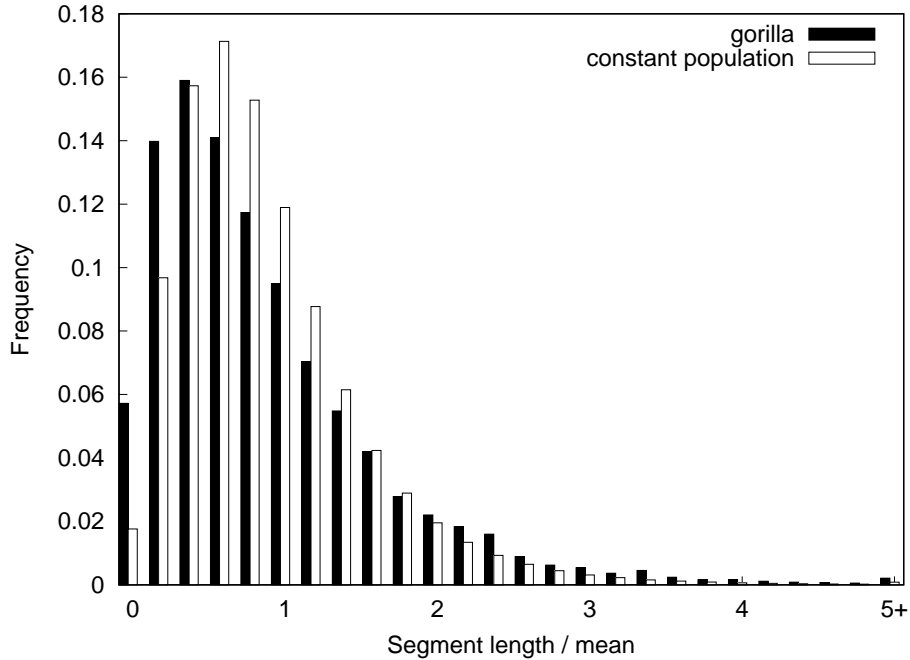 0.18
0.16
0.14
0.12
0.1
0.08
0.06
0.04
0.02
0
Frequency
gorilla
constant population
0 1 2 3 4 5+
Segment length / mean